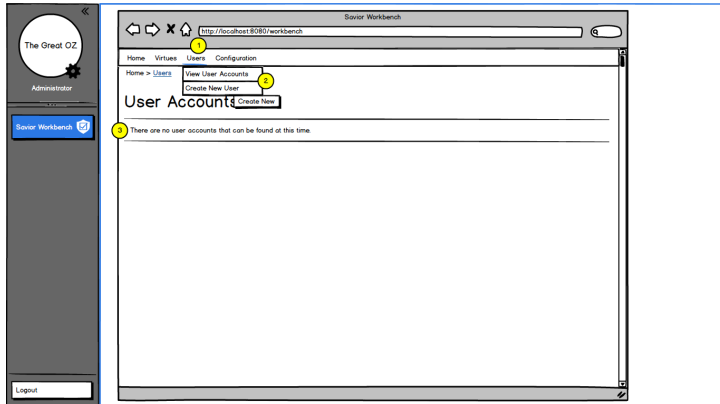 The Great OZ
Administrator
Savior Workbench
Logout
Savior Workbench
http://localhost:8080/workbench
1
Home Virtues Users Configuration
Home > Users
View User Accounts
2
Create New User
User Accounts
Create New
3
There are no user accounts that can be found at this time.